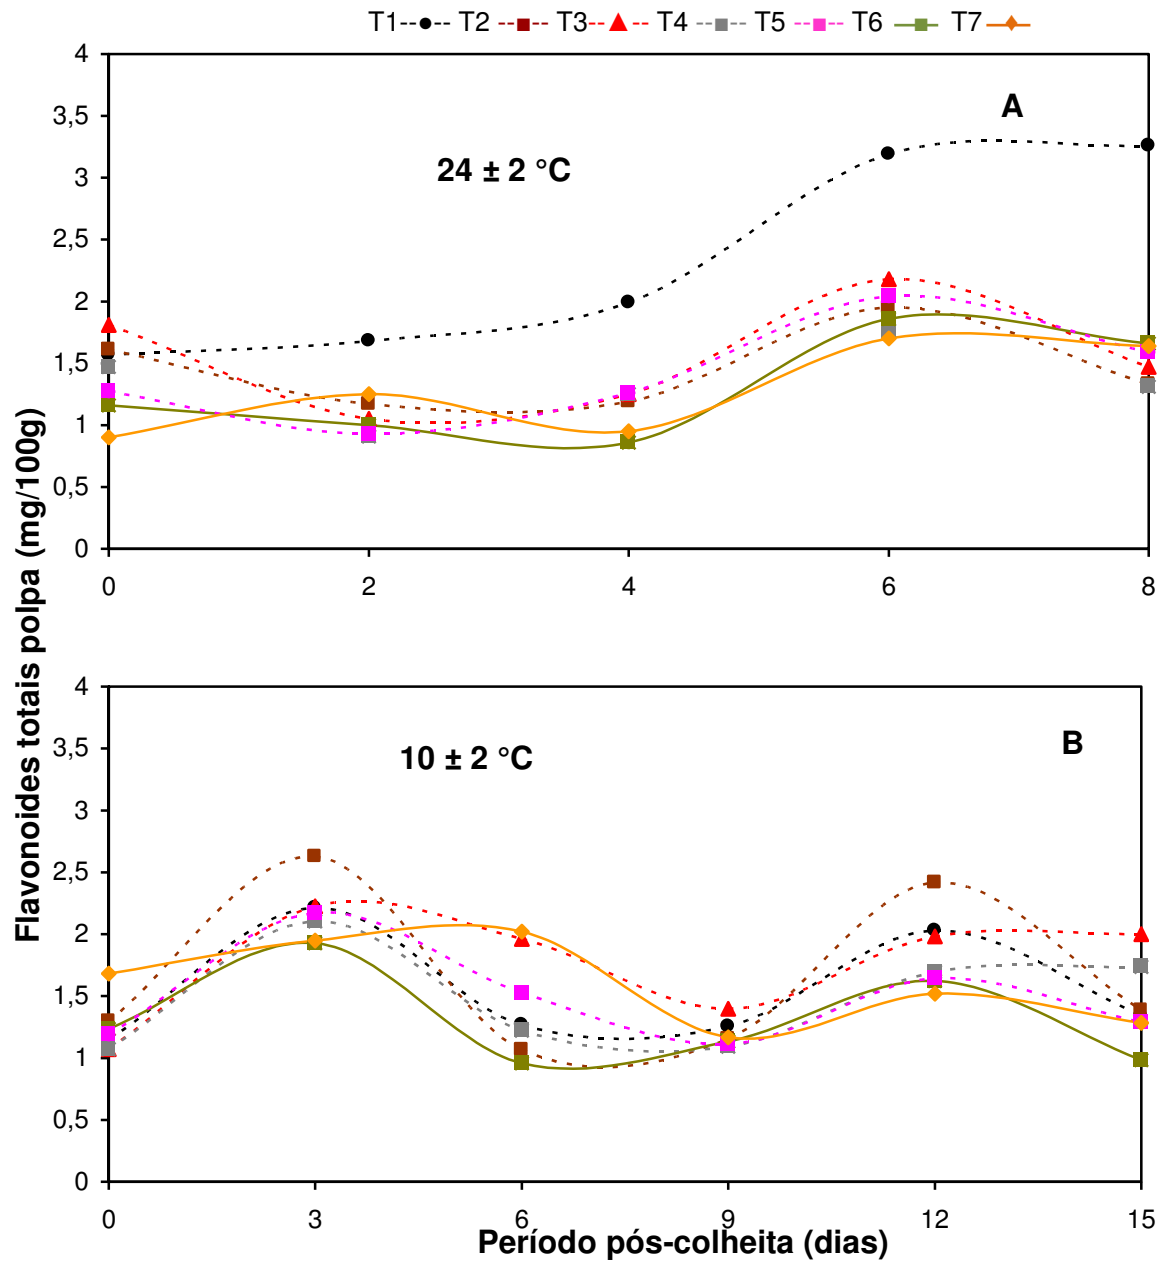 T1 T2 T3 T4 T5 T6 T7
4
3,5
3
2,5
2
1,5
1
0,5
0
A
24 ± 2 °C
0 2 4 6 8
Flavonoides totais polpa (mg/100g)
4
3,5
3
2,5
2
1,5
1
0,5
0
B
10 ± 2 °C
0 3 6 9 12 15
Período pós-colheita (dias)